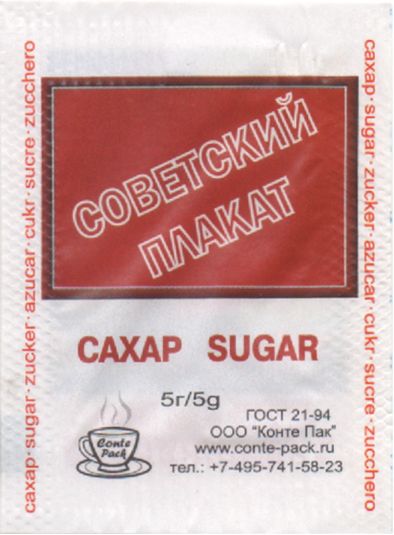 СОВЕТСКИЙ
ПЛАКАТ
САХАР SUGAR
5г/5g
ГОСТ 21-94
ООО "Конте Пак"
www.conte-pack.ru
тел.: +7-495-741-58-23
Conte
Pack
сахар · sugar · zucker · azucar · cukr · sucre · zucchero
сахар · sugar · zucker · azucar · cukr · sucre · zucchero